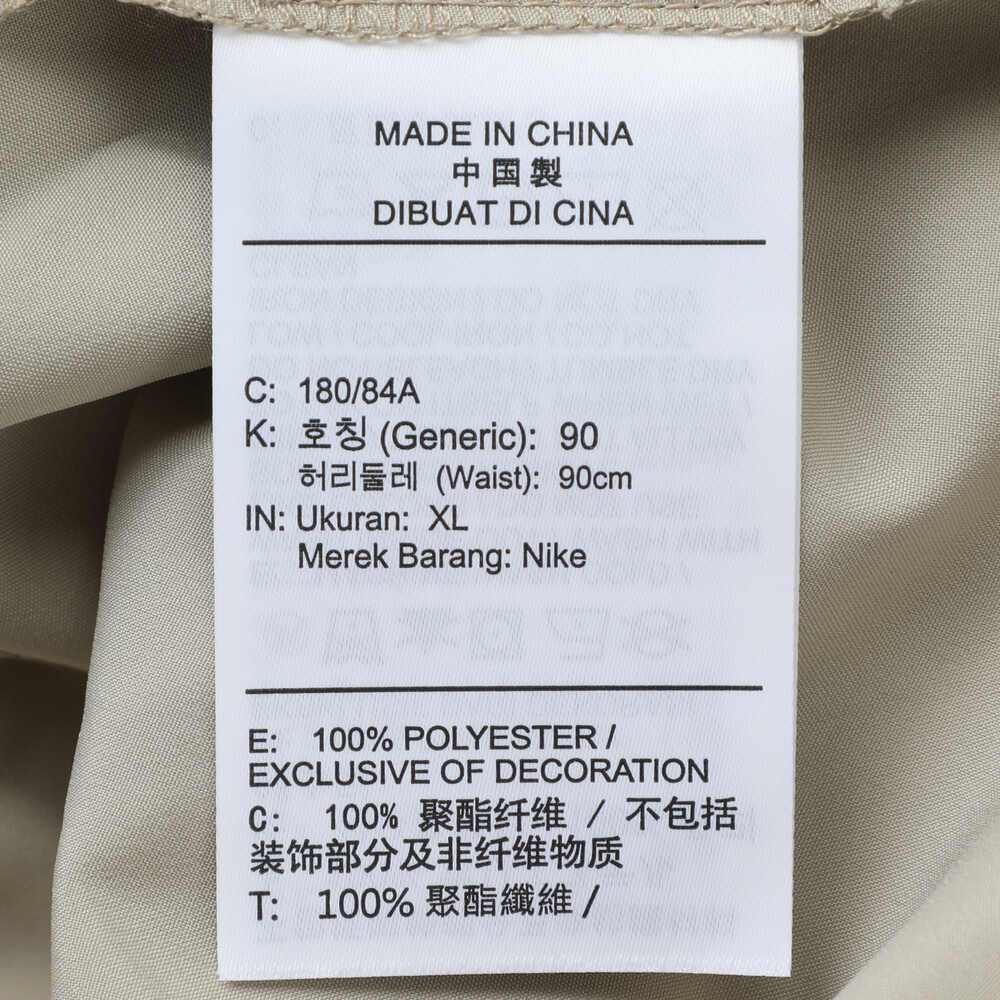 MADE IN CHINA
中国製
DIBUAT DI CINA
C: 180/84A
K: 호칭 (Generic): 90
허리둘레 (Waist): 90cm
IN: Ukuran: XL
Merek Barang: Nike
E: 100% POLYESTER /
EXCLUSIVE OF DECORATION
C: 100% 聚酯纤维 / 不包括
装饰部分及非纤维物质
T: 100% 聚酯纖維 /